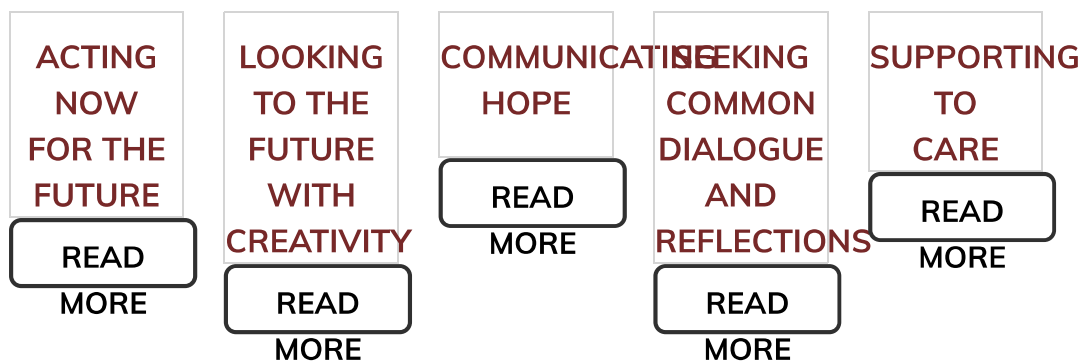 ACTING
NOW
FOR THE
FUTURE
READ
MORE
LOOKING
TO THE
FUTURE
WITH
CREATIVITY
READ
MORE
COMMUNICATING
HOPE
READ
MORE
SEEKING
COMMON
DIALOGUE
AND
REFLECTIONS
READ
MORE
SUPPORTING
TO
CARE
READ
MORE